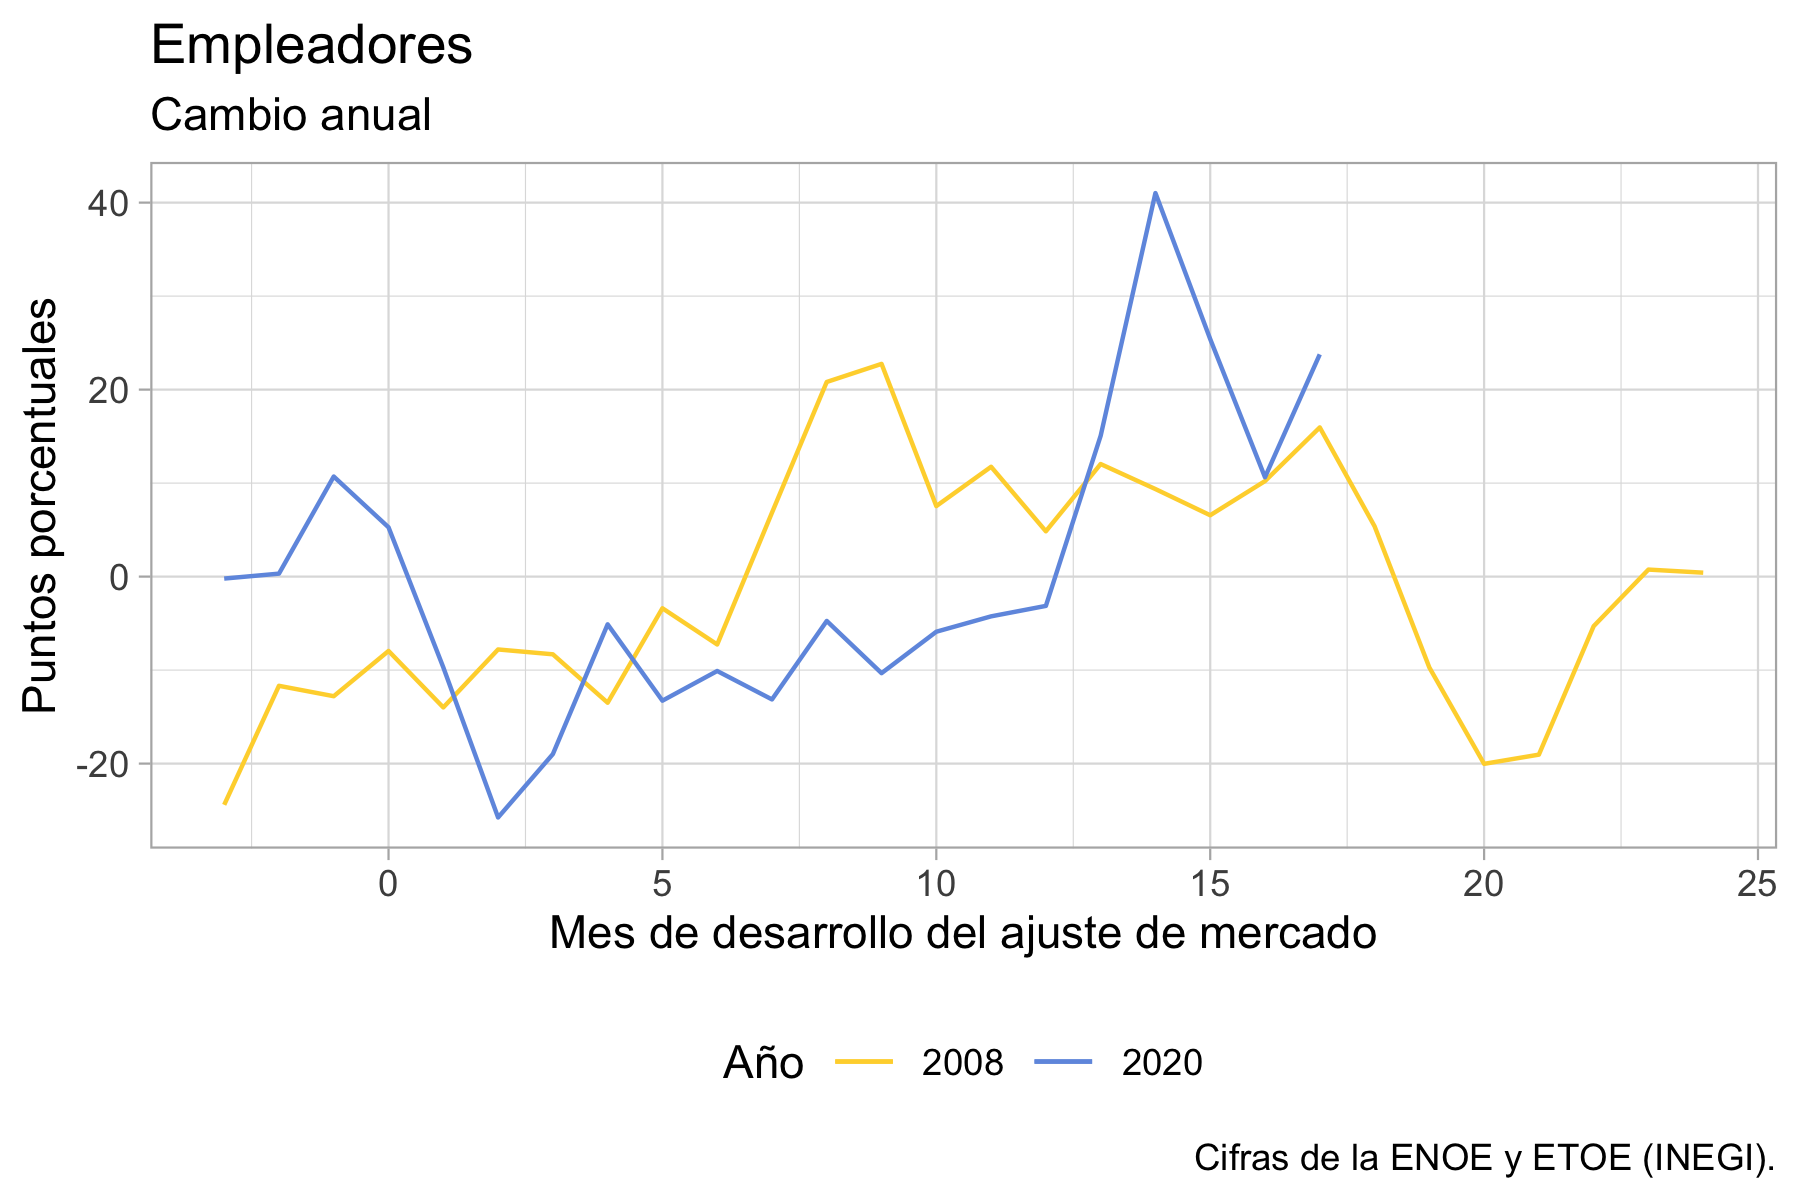 Empleadores
Cambio anual
Puntos porcentuales
40
20
0
-20
0 5 10 15 20 25
Mes de desarrollo del ajuste de mercado
Año 2008 2020
Cifras de la ENOE y ETOE (INEGI).